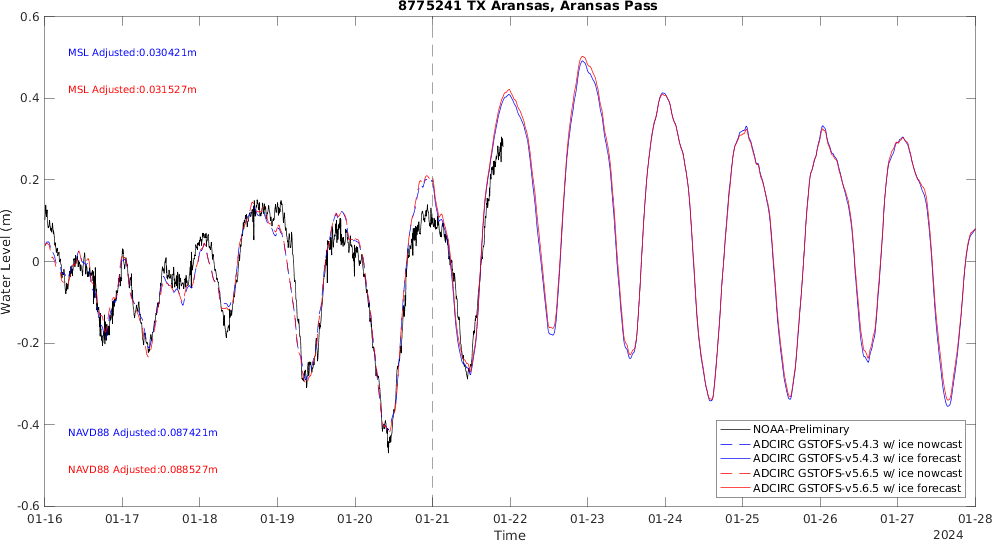 8775241 TX Aransas, Aransas Pass
0.6
0.4
0.2
0
-0.2
-0.4
-0.6
Water Level (m)
MSL Adjusted:0.030421m
MSL Adjusted:0.031527m
NAVD88 Adjusted:0.087421m
NAVD88 Adjusted:0.088527m
NOAA-Preliminary
ADCIRC GSTOFS-v5.4.3 w/ ice nowcast
ADCIRC GSTOFS-v5.4.3 w/ ice forecast
ADCIRC GSTOFS-v5.6.5 w/ ice nowcast
ADCIRC GSTOFS-v5.6.5 w/ ice forecast
01-16 01-17 01-18 01-19 01-20 01-21 01-22 01-23 01-24 01-25 01-26 01-27 01-28
Time
2024